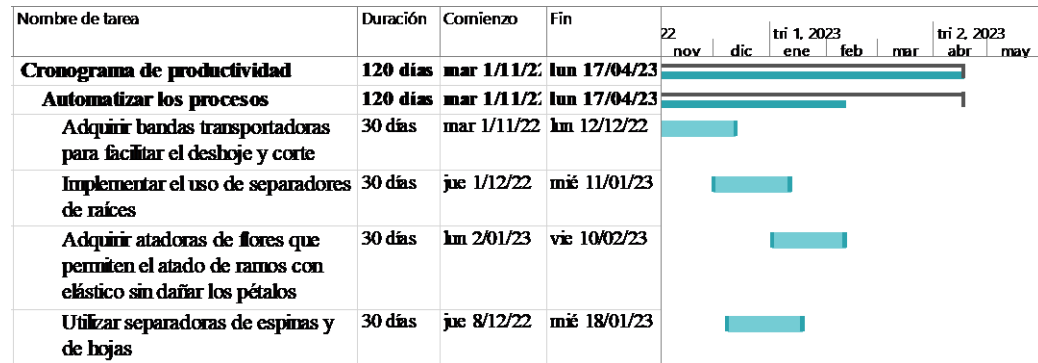 Nombre de tarea Duración Comienzo Fin
22 tri 1, 2023 tri 2, 2023
nov dic ene feb mar abr may
Cronograma de productividad 120 días mar 1/11/22 lun 17/04/23
Automatizar los procesos 120 días mar 1/11/22 lun 17/04/23
Adquirir bandas transportadoras 30 días mar 1/11/22 lun 12/12/22
para facilitar el deshoje y corte
Implementar el uso de separadores 30 días jue 1/12/22 mié 11/01/23
de raíces
Adquirir atadoras de flores que 30 días lun 2/01/23 vie 10/02/23
permiten el atado de ramos con
elástico sin dañar los pétalos
Utilizar separadoras de espinas y 30 días jue 8/12/22 mié 18/01/23
de hojas